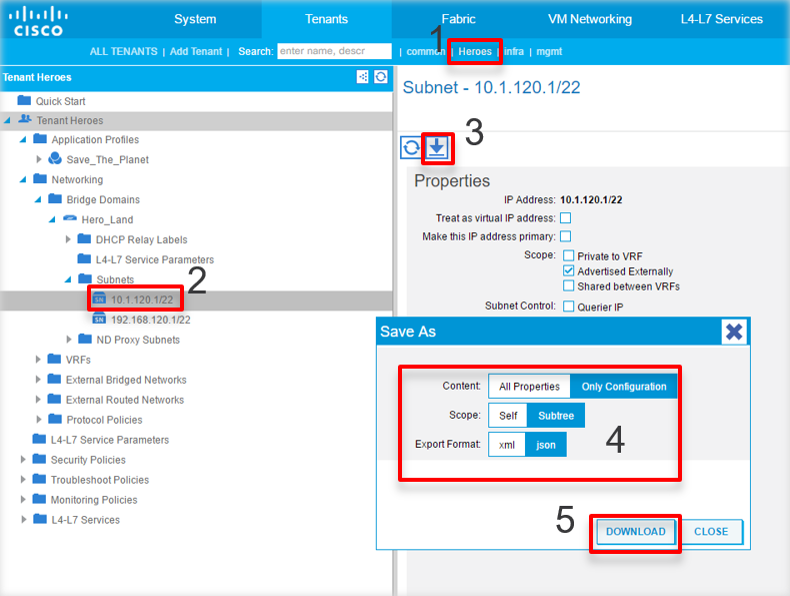 CISCO
System Tenants Fabric VM Networking L4-L7 Services
ALL TENANTS | Add Tenant | Search: enter name, descr | common | Heroes | infra | mgmt
1
Tenant Heroes
Quick Start
Tenant Heroes
Application Profiles
Save_The_Planet
Networking
Bridge Domains
Hero_Land
DHCP Relay Labels
L4-L7 Service Parameters
Subnets
2
SN 10.1.120.1/22
SN 192.168.120.1/22
ND Proxy Subnets
VRFs
External Bridged Networks
External Routed Networks
Protocol Policies
L4-L7 Service Parameters
Security Policies
Troubleshoot Policies
Monitoring Policies
L4-L7 Services
Subnet - 10.1.120.1/22
3
Properties
IP Address: 10.1.120.1/22
Treat as virtual IP address:
Make this IP address primary:
Scope: Private to VRF
Advertised Externally
Shared between VRFs
Subnet Control: Querier IP
Save As
Content: All Properties Only Configuration
Scope: Self Subtree
Export Format: xml json
4
5
DOWNLOAD CLOSE